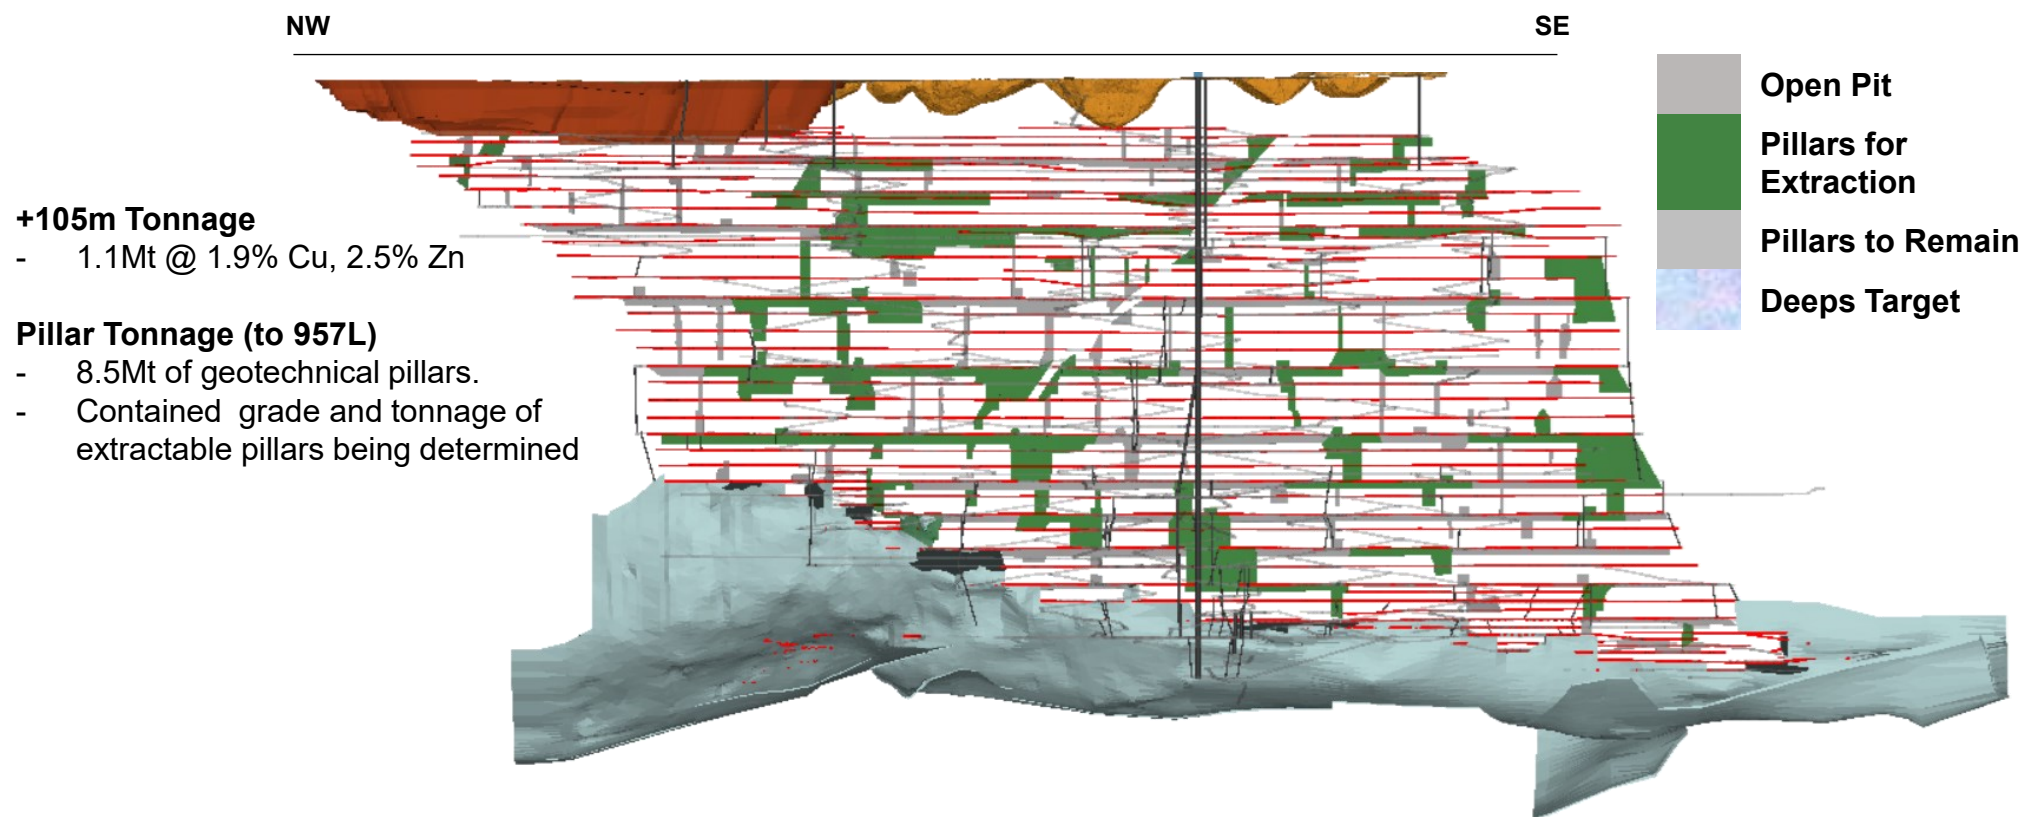 NW
SE
Open Pit
Pillars for
Extraction
Pillars to Remain
Deeps Target
+105m Tonnage
- 1.1Mt @ 1.9% Cu, 2.5% Zn
Pillar Tonnage (to 957L)
- 8.5Mt of geotechnical pillars.
- Contained grade and tonnage of
extractable pillars being determined